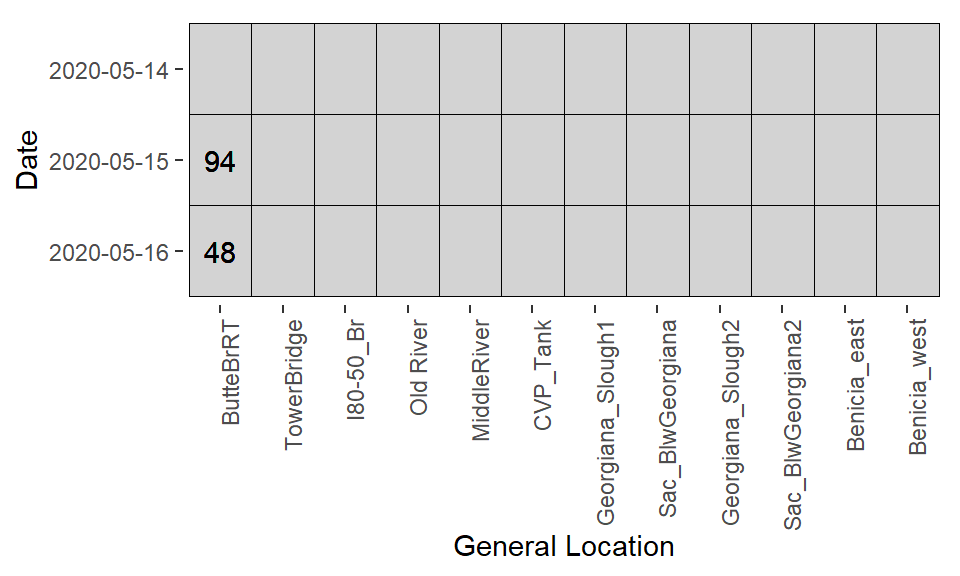 Date
2020-05-14
2020-05-15
94
2020-05-16
48
ButteBrRT
TowerBridge
I80-50_Br
Old River
MiddleRiver
CVP_Tank
Georgiana_Slough1
Sac_BlwGeorgiana
Georgiana_Slough2
Sac_BlwGeorgiana2
Benicia_east
Benicia_west
General Location